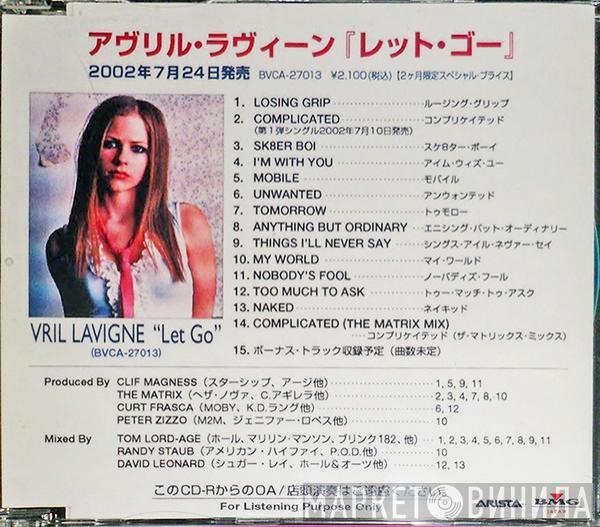 アヴリル・ラヴィーン『レット・ゴー』
2002年7月24日発売 BVCA-27013 ¥2,100(税込)【2ヶ月限定スペシャル・プライス】
1. LOSING GRIP ルージング・グリップ
2. COMPLICATED コンプリケイテッド
(第1弾シングル2002年7月10日発売)
3. SK8ER BOI スケ8ター・ボーイ
4. I'M WITH YOU アイム・ウィズ・ユー
5. MOBILE モバイル
6. UNWANTED アンウォンテッド
7. TOMORROW トゥモロー
8. ANYTHING BUT ORDINARY エニシング・バット・オーディナリー
9. THINGS I'LL NEVER SAY シングス・アイル・ネヴァー・セイ
10. MY WORLD マイ・ワールド
11. NOBODY'S FOOL ノーバディズ・フール
12. TOO MUCH TO ASK トゥー・マッチ・トゥ・アスク
13. NAKED ネイキッド
14. COMPLICATED (THE MATRIX MIX)
コンプリケイテッド (ザ・マトリックス・ミックス)
15. ボーナス・トラック収録予定 (曲数未定)
VRIL LAVIGNE "Let Go"
(BVCA-27013)
Produced By CLIF MAGNESS (スターシップ、アージ他) 1, 5, 9, 11
THE MATRIX (ヘザ・ノヴァ、C.アギレラ他) 2, 3, 4, 7, 8, 10
CURT FRASCA (MOBY、K.D.ラング他) 6, 12
PETER ZIZZO (M2M、ジェニファー・ロペス他) 10
Mixed By TOM LORD-AGE (ホール、マリリン・マンソン、ブリンク182、他) 1, 2, 3, 4, 5, 6, 7, 8, 9, 11
RANDY STAUB (アメリカン・ハイファイ、P.O.D.他) 10
DAVID LEONARD (シュガー・レイ、ホール&オーツ他) 12, 13
このCD-RからのOA/店頭演奏はご遠慮ください。
For Listening Purpose Only
ARISTA BMG
JAPAN
МАРКЕТ ВИНИЛА